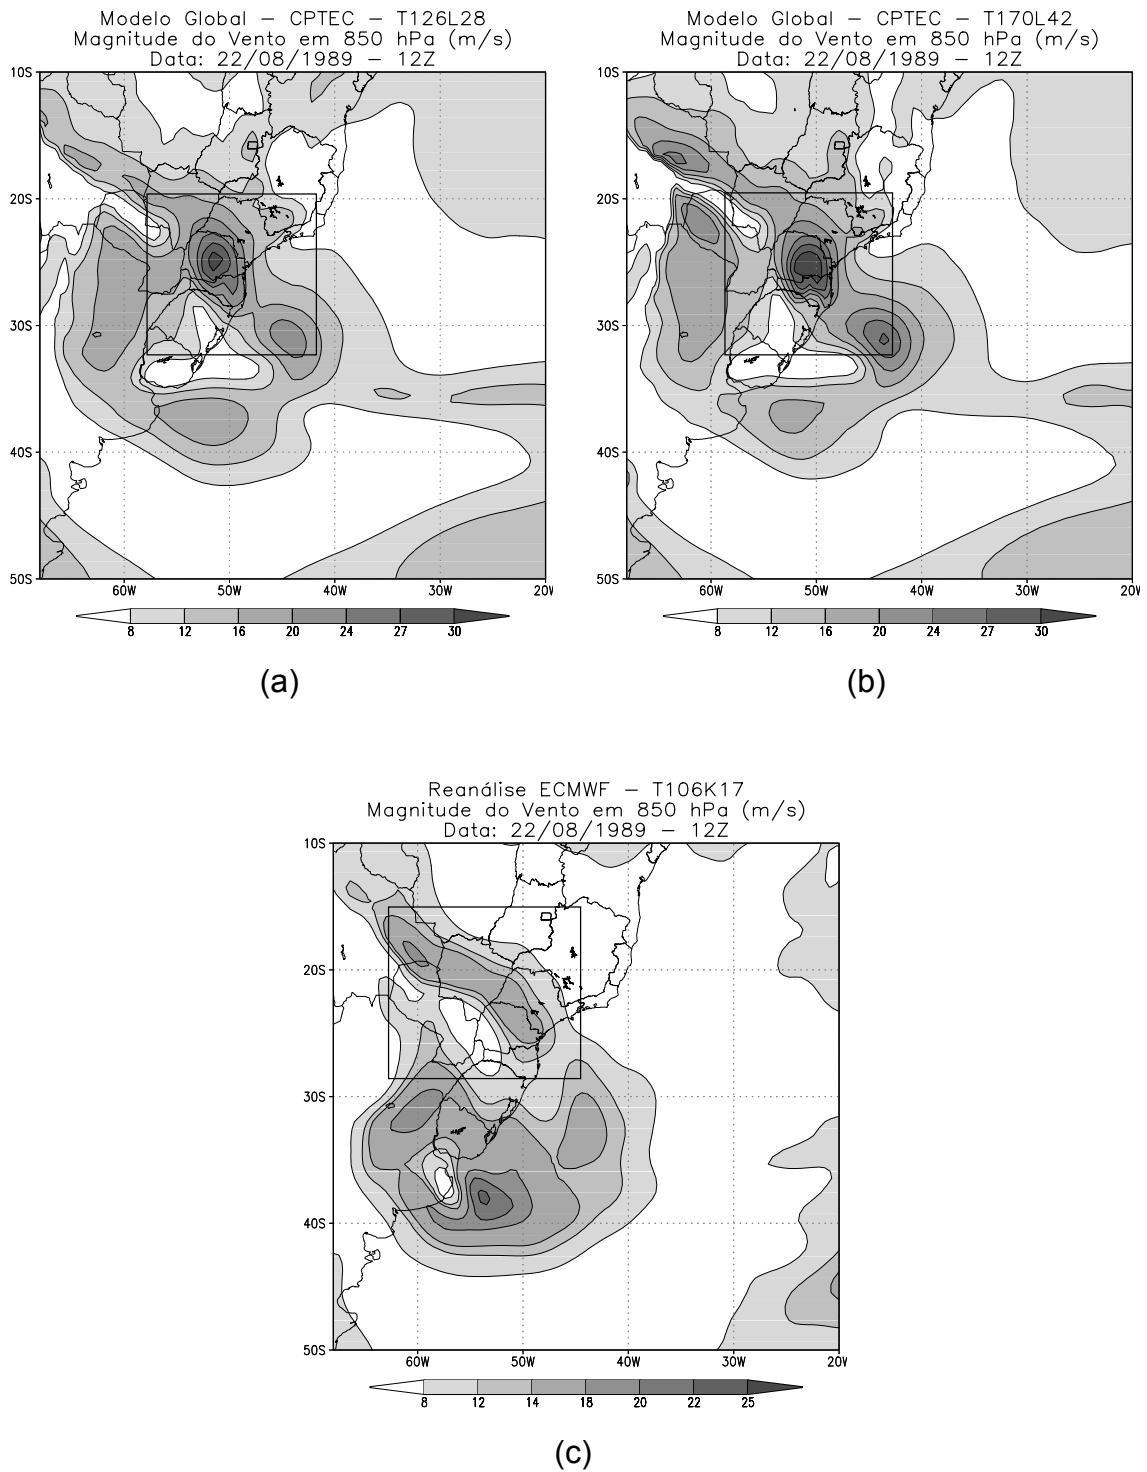 Modelo Global – CPTEC – T126L28
Magnitude do Vento em 850 hPa (m/s)
Data: 22/08/1989 – 12Z
10S
20S
30S
40S
50S
60W
50W
40W
30W
20W
8
12
16
20
24
27
30
(a)
Modelo Global – CPTEC – T170L42
Magnitude do Vento em 850 hPa (m/s)
Data: 22/08/1989 – 12Z
10S
20S
30S
40S
50S
60W
50W
40W
30W
20W
8
12
16
20
24
27
30
(b)
Reanálise ECMWF – T106K17
Magnitude do Vento em 850 hPa (m/s)
Data: 22/08/1989 – 12Z
10S
20S
30S
40S
50S
60W
50W
40W
30W
20W
8
12
14
18
20
22
25
(c)